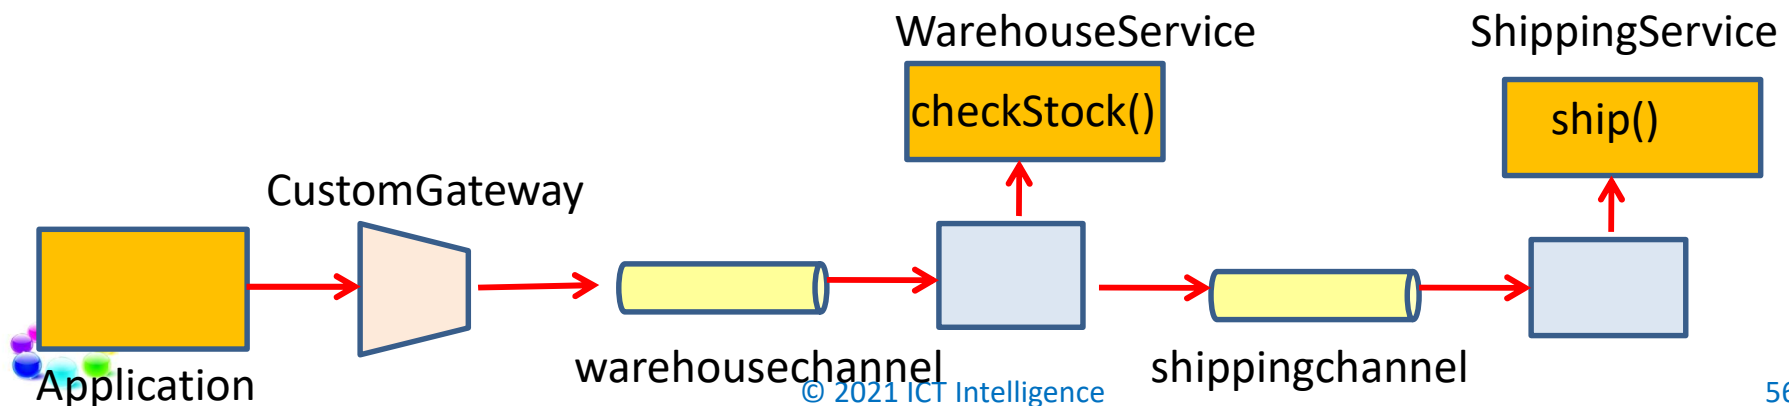 WarehouseService
ShippingService
checkStock()
ship()
CustomGateway
Application
warehousechannel
shippingchannel
© 2021 ICT Intelligence
56